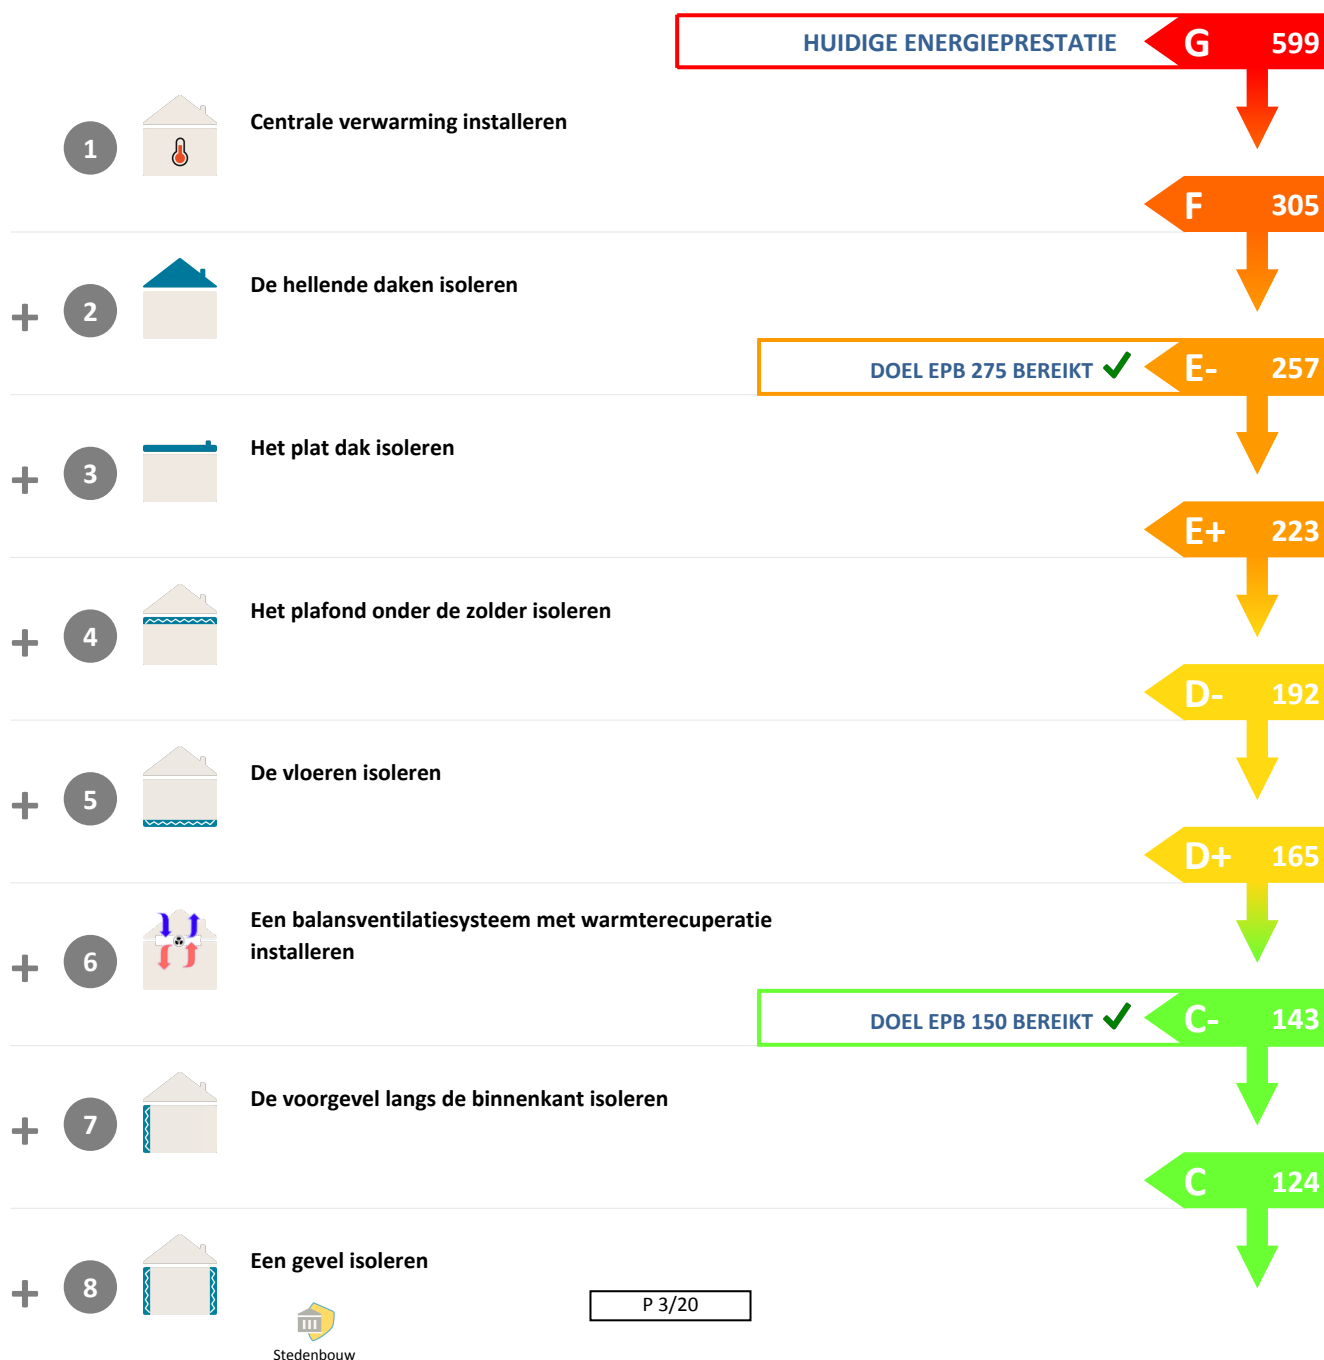 HUIDIGE ENERGIEPRESTATIE G 599
1 Centrale verwarming installeren
F 305
+ 2 De hellende daken isoleren
DOEL EPB 275 BEREIKT ✓ E- 257
+ 3 Het plat dak isoleren
E+ 223
+ 4 Het plafond onder de zolder isoleren
D- 192
+ 5 De vloeren isoleren
D+ 165
+ 6 Een balansventilatiesysteem met warmterecuperatie
installeren
DOEL EPB 150 BEREIKT ✓ C- 143
+ 7 De voorgevel langs de binnenkant isoleren
C 124
+ 8 Een gevel isoleren
P 3/20
Stedenbouw